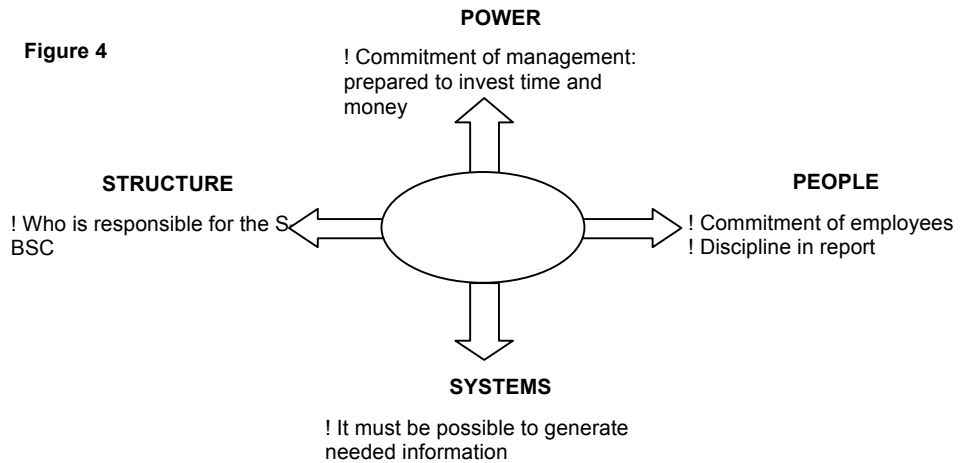 POWER
Figure 4
! Commitment of management:
prepared to invest time and
money
STRUCTURE
! Who is responsible for the S
BSC
PEOPLE
! Commitment of employees
! Discipline in report
SYSTEMS
! It must be possible to generate
needed information